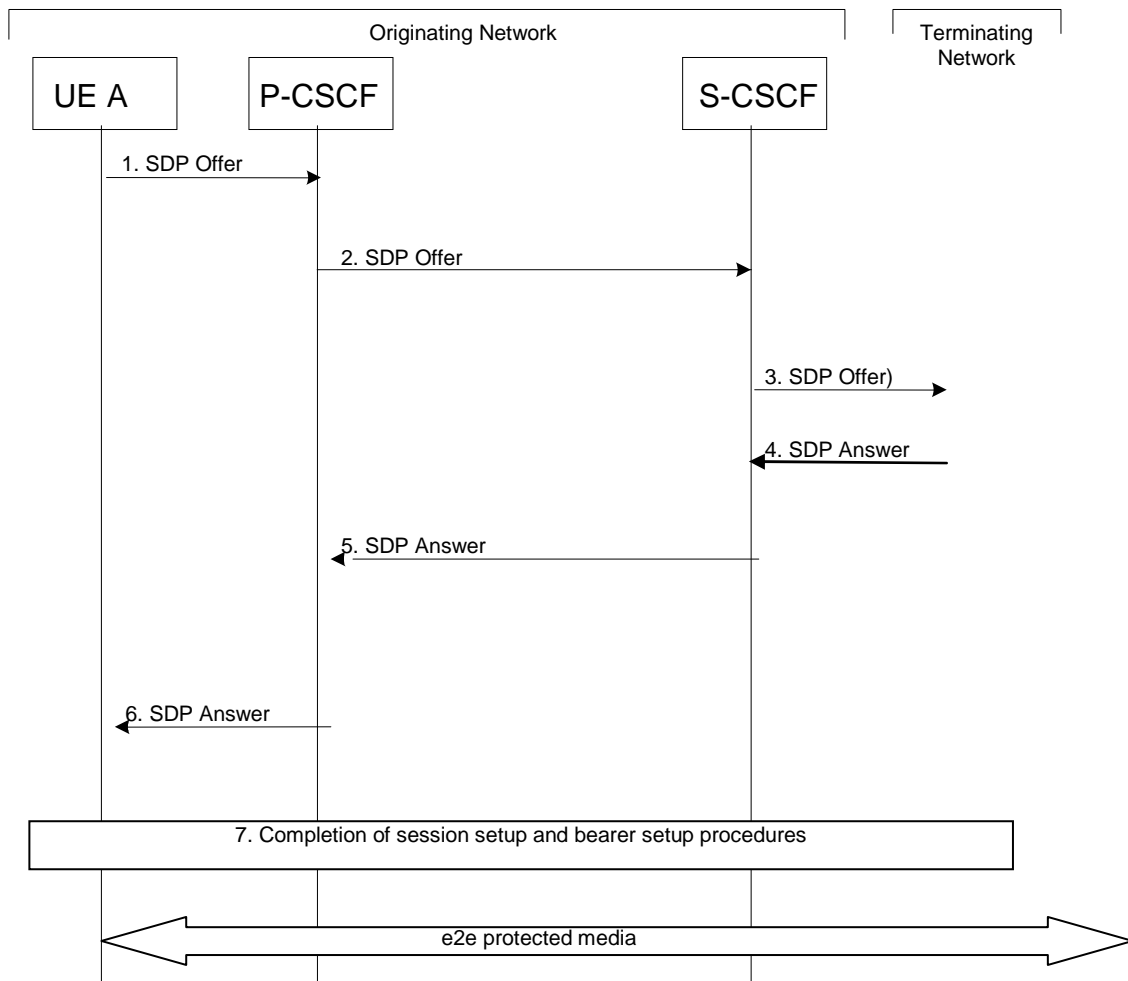 Originating Network
Terminating
Network
UE A
P-CSCF
S-CSCF
1. SDP Offer
2. SDP Offer
3. SDP Offer)
4. SDP Answer
5. SDP Answer
6. SDP Answer
7. Completion of session setup and bearer setup procedures
e2e protected media